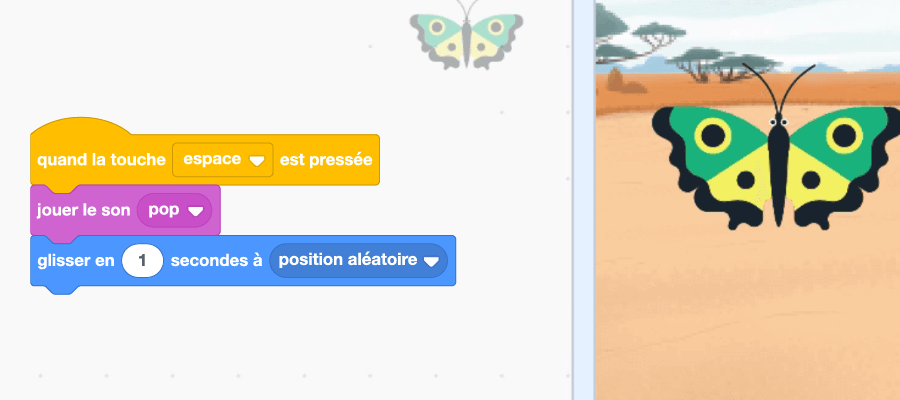 quand la touche espace est pressée
jouer le son pop
glisser en 1 secondes à position aléatoire